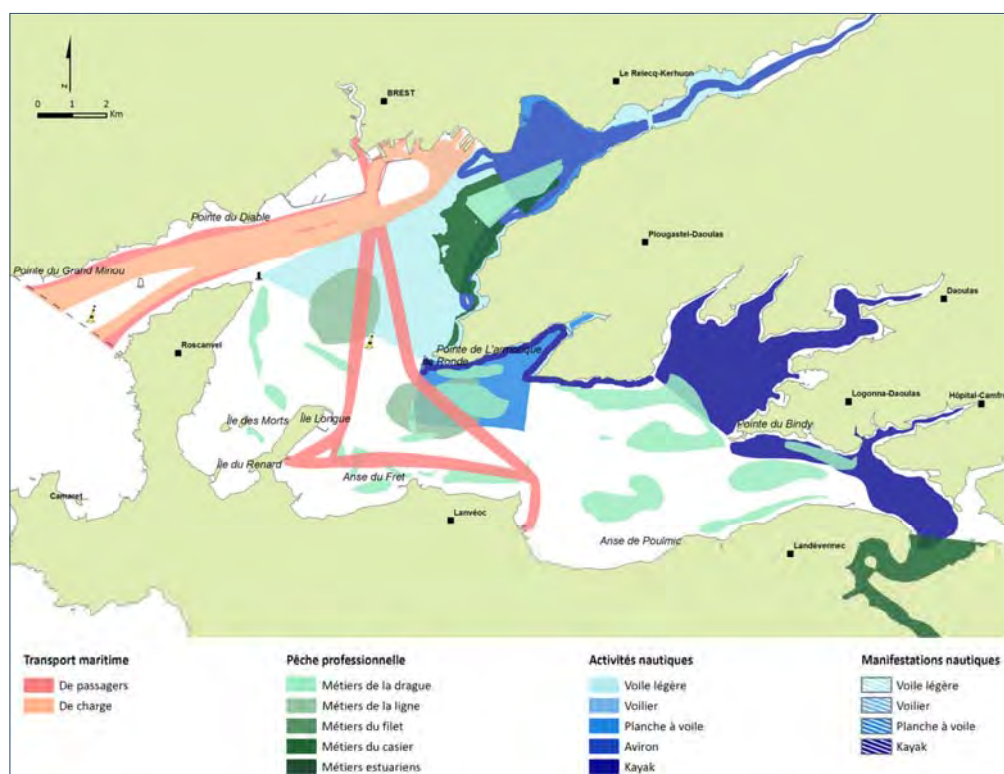 N
0 1 2
Km
BREST
Le Relecq-Kerhuon
Pointe du Diable
Plougastel-Daoulas
Pointe du Grand Minou
Daoulas
Roscanvel
Pointe de L'armorique
Ronde
Logonna-Daoulas
Hôpital-Camfr
Île des Morts
Île Longue
Pointe du Bindy
Île du Renard
Anse du Fret
Camaret
Lanvéoc
Anse de Poulmic
Landévennec
Transport maritime
De passagers
De charge
Pêche professionnelle
Métiers de la drague
Métiers de la ligne
Métiers du filet
Métiers du casier
Métiers estuariens
Activités nautiques
Voile légère
Voilier
Planche à voile
Aviron
Kayak
Manifestations nautiques
Voile légère
Voilier
Planche à voile
Kayak